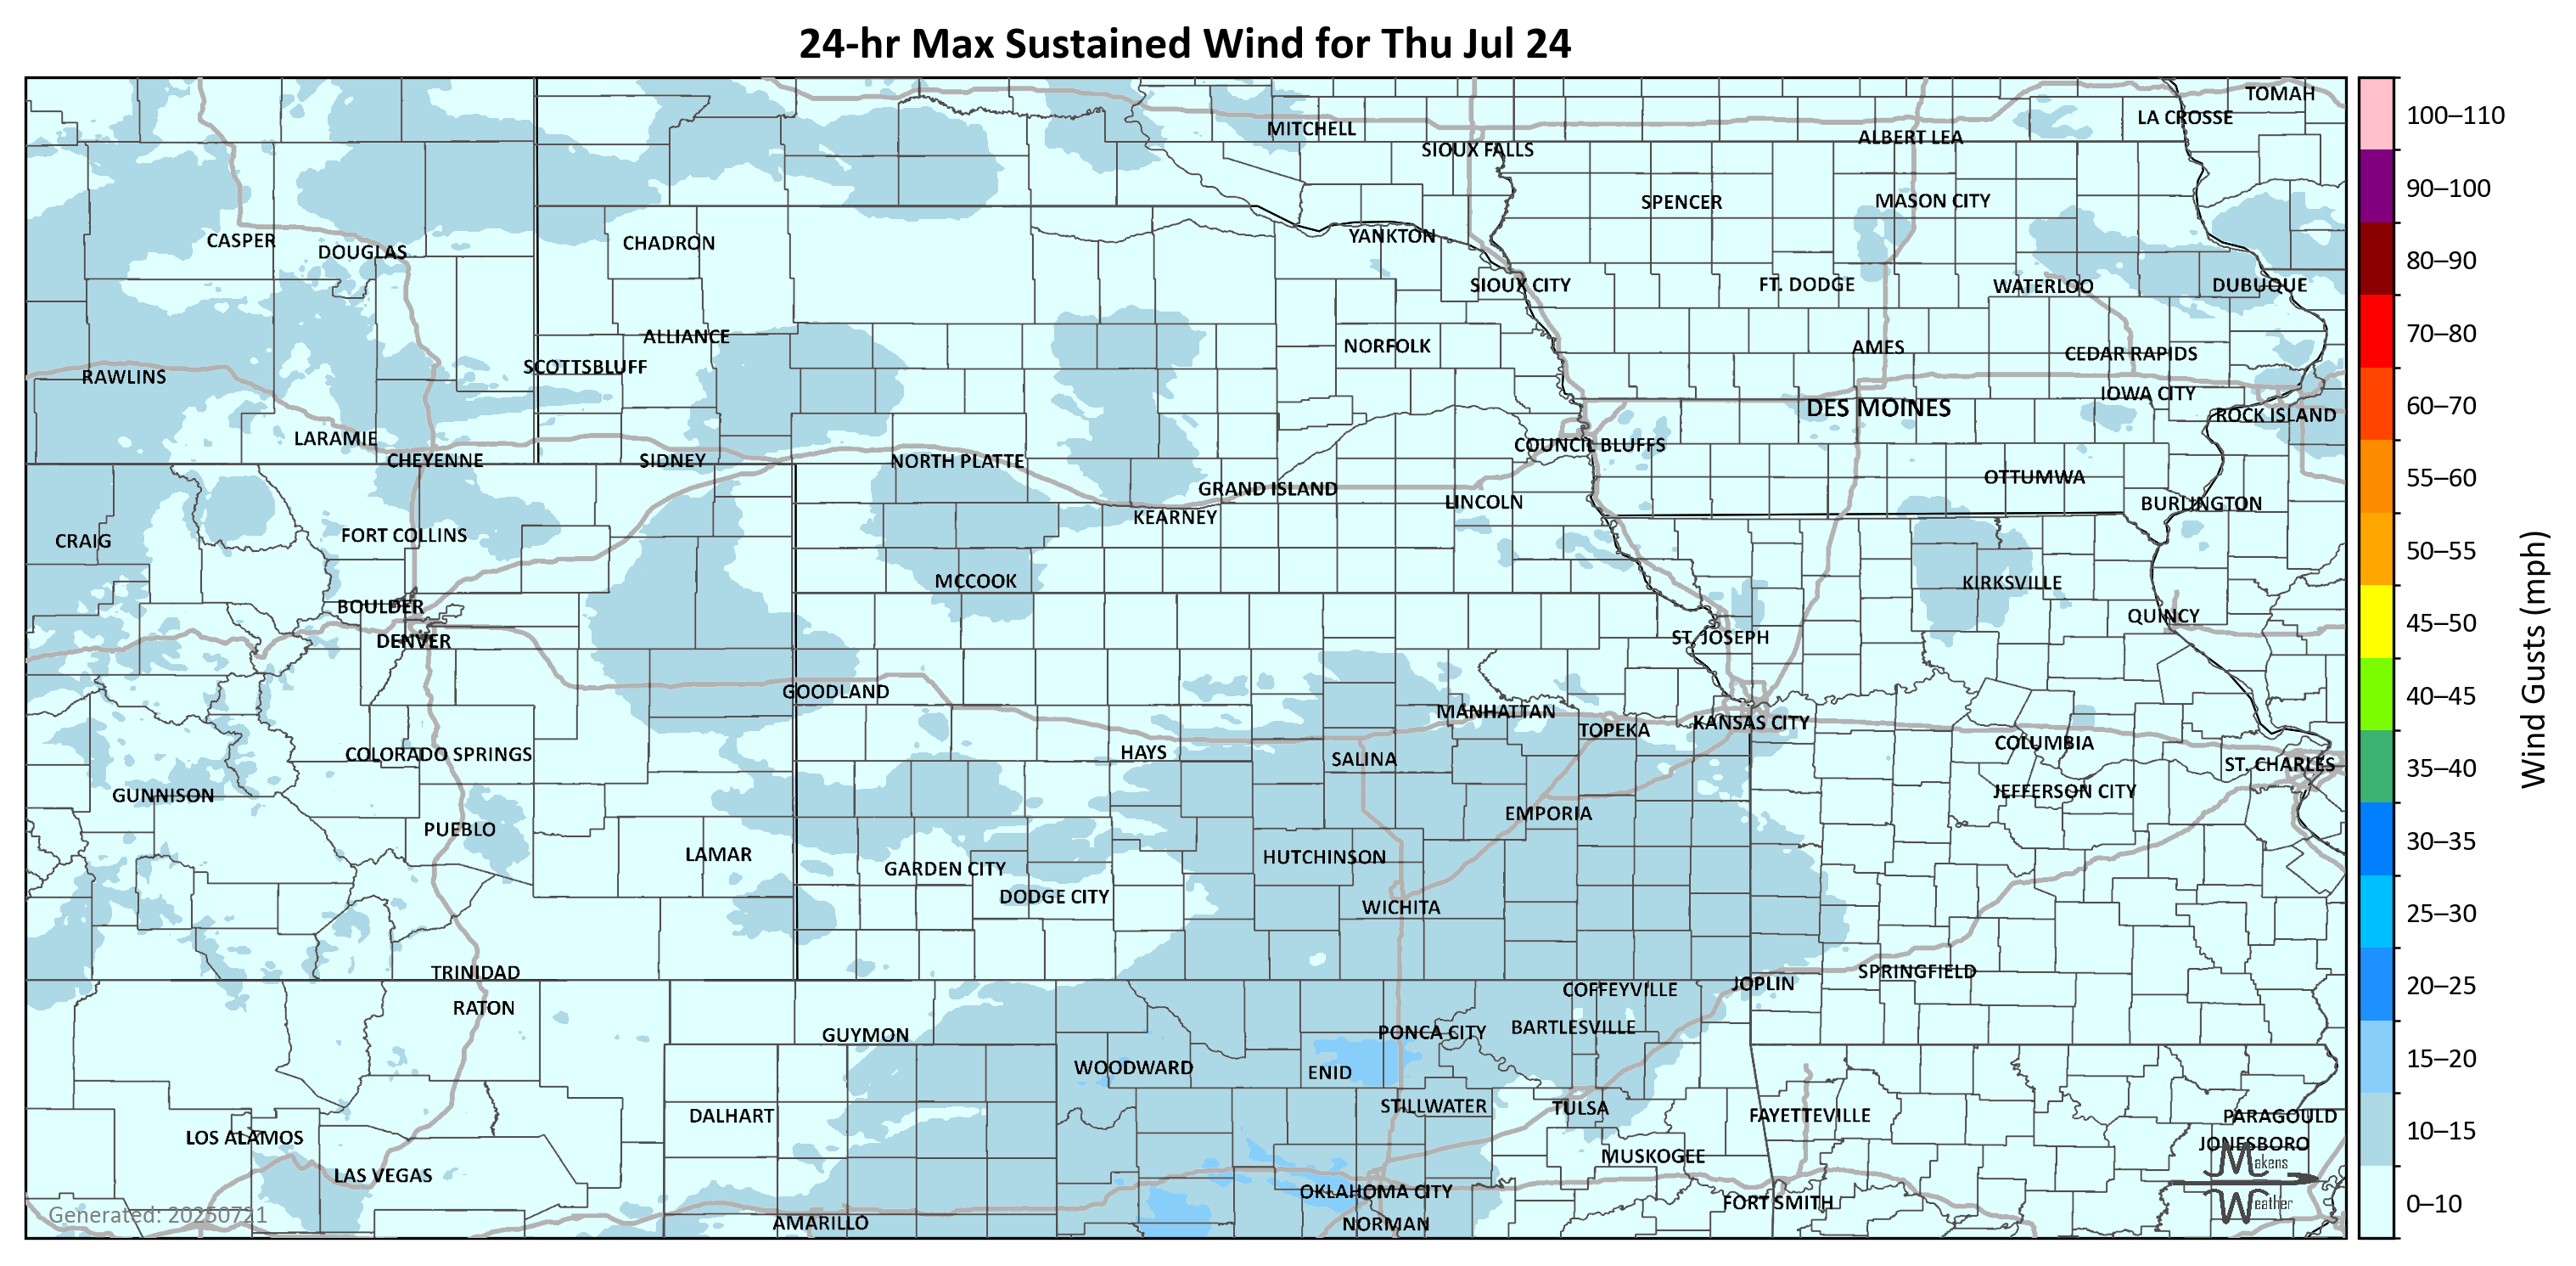 24-hr Max Sustained Wind for Thu Jul 24
TOMAH
LA CROSSE
MITCHELL
ALBERT LEA
SIOUX FALLS
SPENCER
MASON CITY
CASPER
DOUGLAS
CHADRON
YANKTON
SIOUX CITY
FT. DODGE
WATERLOO
DUBUQUE
ALLIANCE
NORFOLK
AMES
CEDAR RAPIDS
SCOTTSBLUFF
RAWLINS
IOWA CITY
DES MOINES
ROCK ISLAND
LARAMIE
COUNCIL BLUFFS
CHEYENNE
SIDNEY
NORTH PLATTE
OTTUMWA
GRAND ISLAND
LINCOLN
BURLINGTON
KEARNEY
CRAIG
FORT COLLINS
MCCOOK
KIRKSVILLE
BOULDER
QUINCY
DENVER
ST. JOSEPH
GOODLAND
MANHATTAN
TOPEKA
KANSAS CITY
COLORADO SPRINGS
HAYS
SALINA
COLUMBIA
ST. CHARLES
GUNNISON
JEFFERSON CITY
PUEBLO
EMPORIA
LAMAR
HUTCHINSON
GARDEN CITY
DODGE CITY
WICHITA
TRINIDAD
SPRINGFIELD
JOPLIN
COFFEYVILLE
RATON
GUYMON
PONCA CITY
BARTLESVILLE
WOODWARD
ENID
STILLWATER
TULSA
DALHART
FAYETTEVILLE
PARAGOULD
LOS ALAMOS
JONESBORO
MUSKOGEE
LAS VEGAS
OKLAHOMA CITY
FORT SMITH
AMARILLO
NORMAN
Generated: 20250721
Makens
Weather
100–110
90–100
80–90
70–80
60–70
55–60
50–55
45–50
40–45
35–40
30–35
25–30
20–25
15–20
10–15
0–10
Wind Gusts (mph)